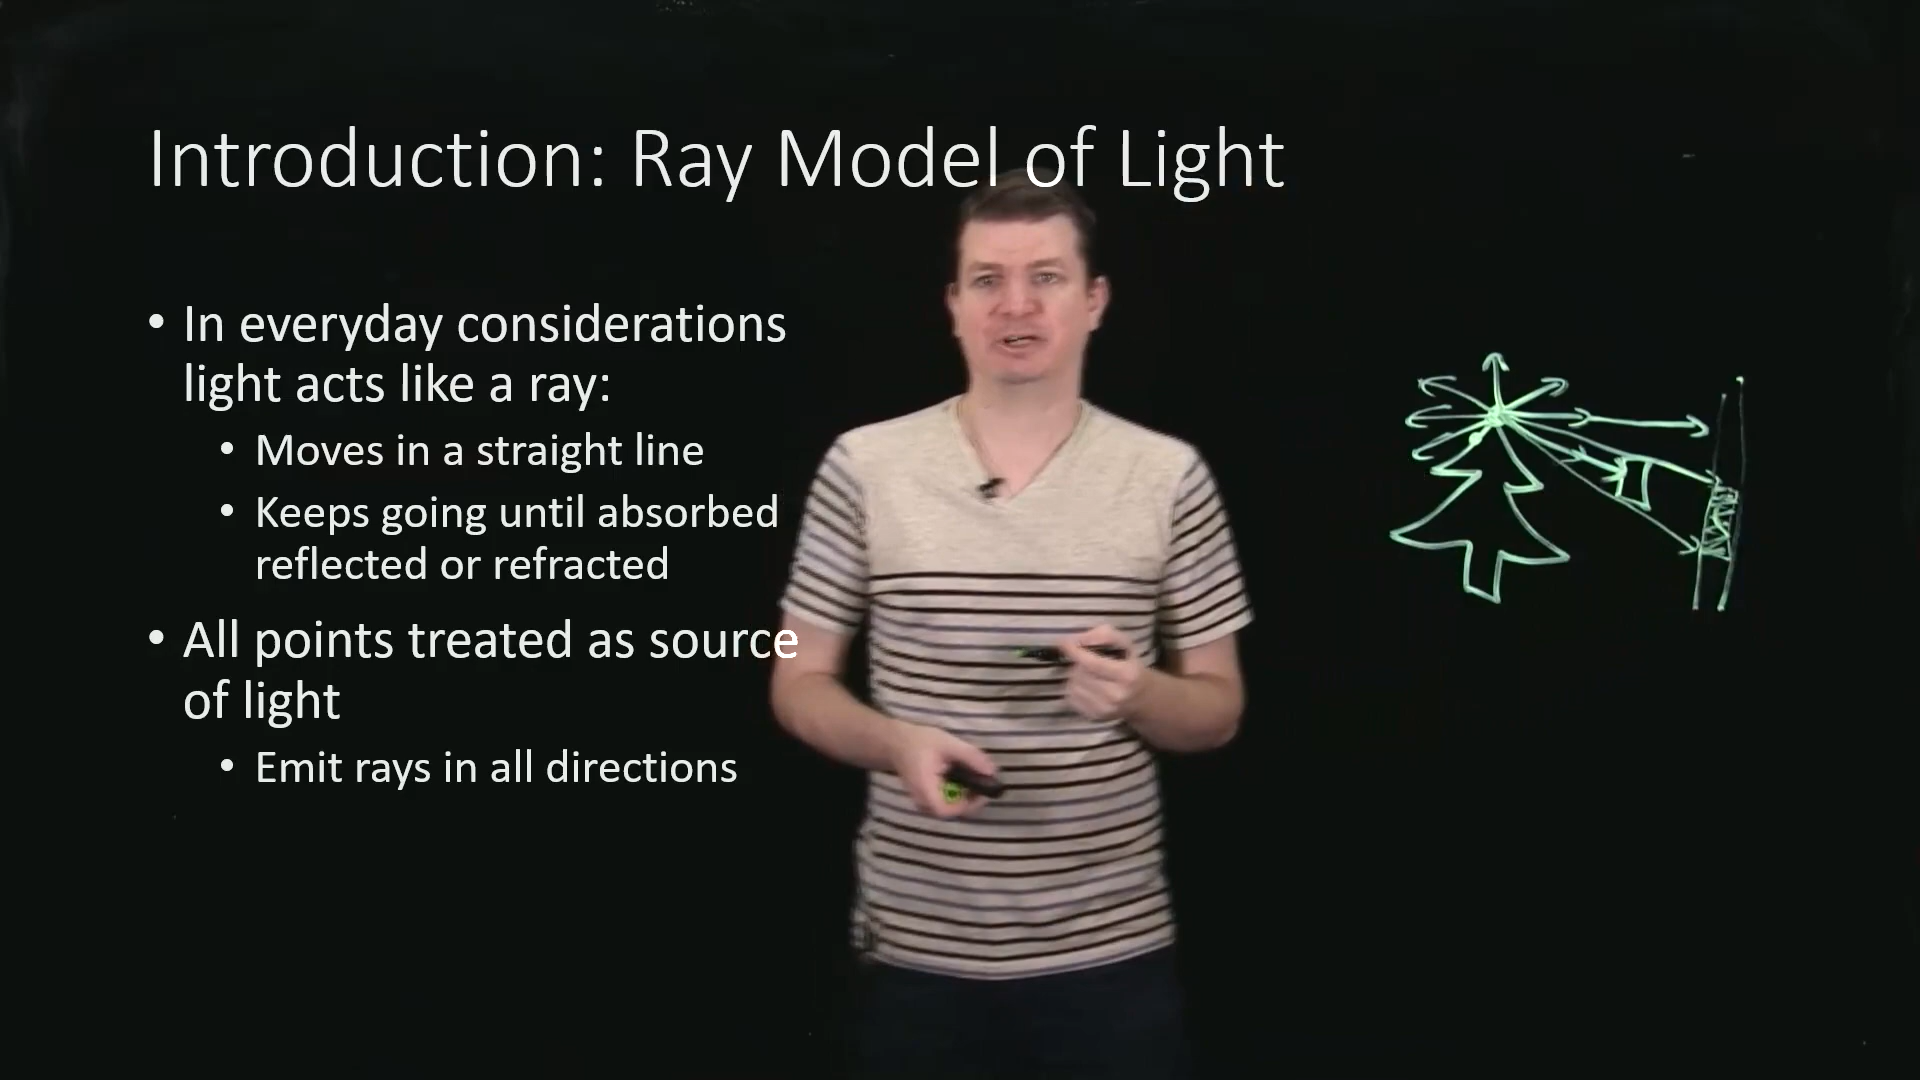 Introduction: Ray Model of Light
• In everyday considerations
light acts like a ray:
• Moves in a straight line
• Keeps going until absorbed
reflected or refracted
• All points treated as source
of light
• Emit rays in all directions